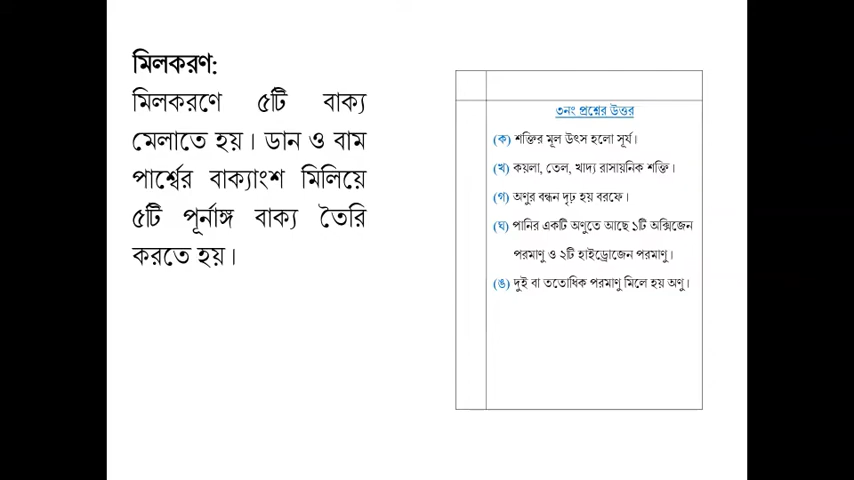 মিলকরণ:
মিলকরণে ৫টি বাক্য
মেলাতে হয়। ডান ও বাম
পার্শ্বের বাক্যাংশ মিলিয়ে
৫টি পূর্নাঙ্গ বাক্য তৈরি
করতে হয়।
৩নং প্রশ্নের উত্তর
(ক) শক্তির মূল উৎস হলো সূর্য।
(খ) কয়লা, তেল, খাদ্য রাসায়নিক শক্তি।
(গ) অণুর বন্ধন দৃঢ় হয় বরফে।
(ঘ) পানির একটি অণুতে আছে ১টি অক্সিজেন
পরমাণু ও ২টি হাইড্রোজেন পরমাণু।
(ঙ) দুই বা ততোধিক পরমাণু মিলে হয় অণু।